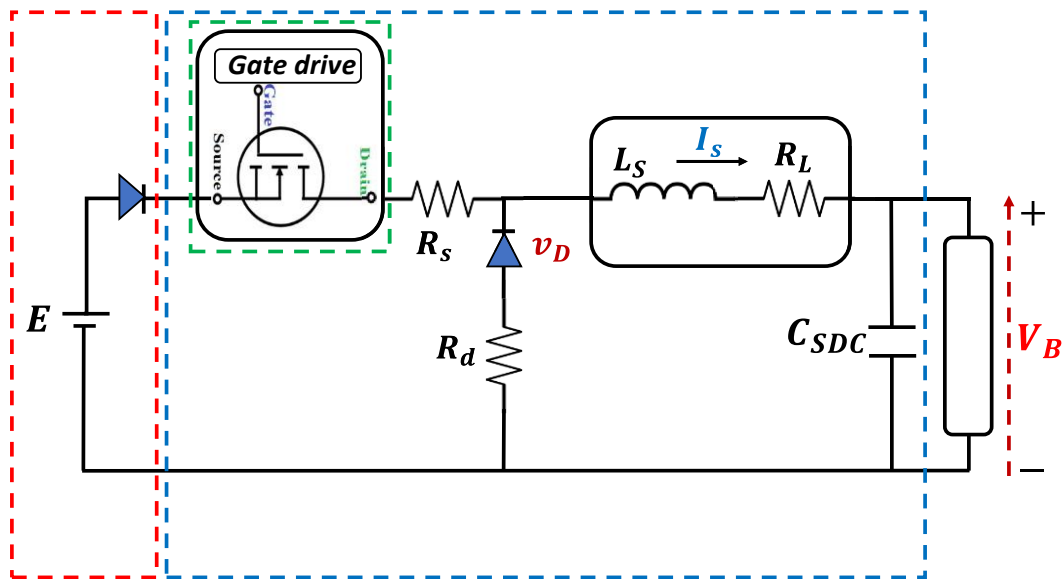 Gate drive
Gate
Source
Drain
E
R_s
v_D
R_d
L_S
I_s
R_L
C_SDC
+
V_B
−